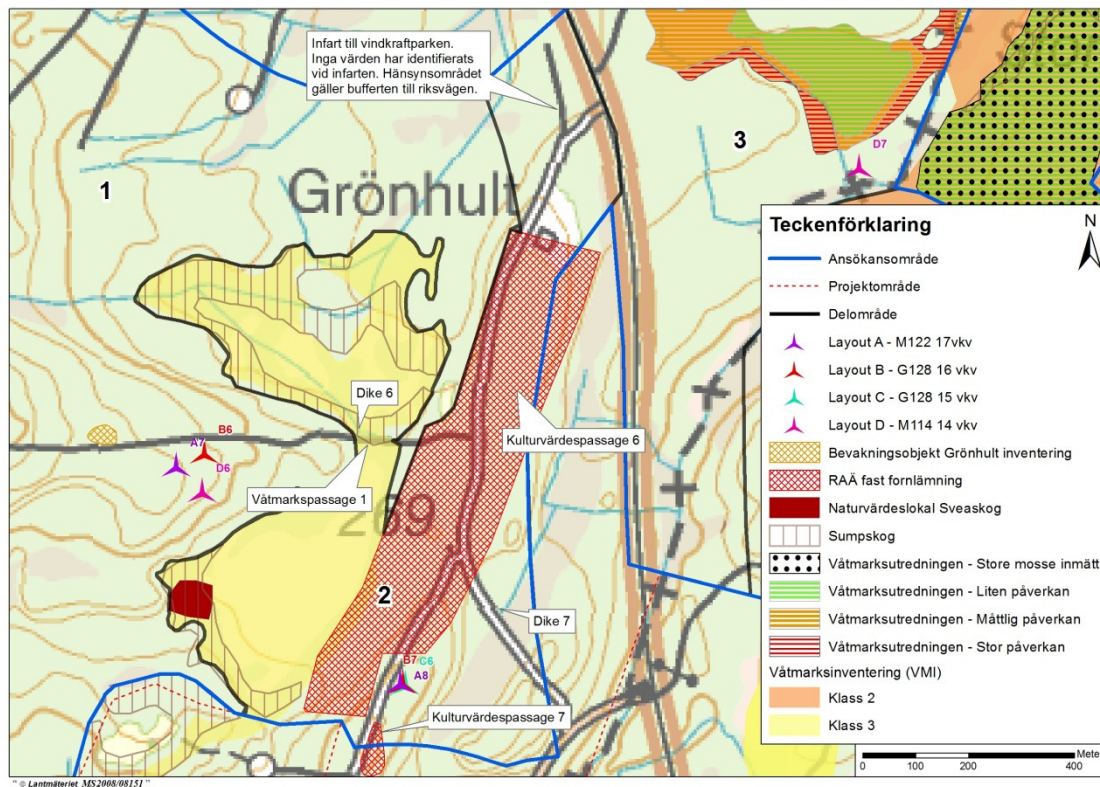 Infart till vindkraftparken.
Inga värden har identifierats
vid infarten. Hänsynsområdet
gäller bufferten till riksvägen.
1
3
D7
Grönhult
Dike 6
Kulturvärdespassage 6
B6
A7
D6
Våtmarkspassage 1
269
2
Dike 7
B7
C6
A8
Kulturvärdespassage 7
Teckenförklaring
N
Ansökansområde
Projektområde
Delområde
Layout A - M122 17vkv
Layout B - G128 16 vkv
Layout C - G128 15 vkv
Layout D - M114 14 vkv
Bevakningsobjekt Grönhult inventering
RAÄ fast fornlämning
Naturvärdeslokal Sveaskog
Sumpskog
Våtmarksutredningen - Store mosse inmätt
Våtmarksutredningen - Liten påverkan
Våtmarksutredningen - Måttlig påverkan
Våtmarksutredningen - Stor påverkan
Våtmarksinventering (VMI)
Klass 2
Klass 3
Meter
0 100 200 400
" © Lantmäteriet MS2008/08151 "